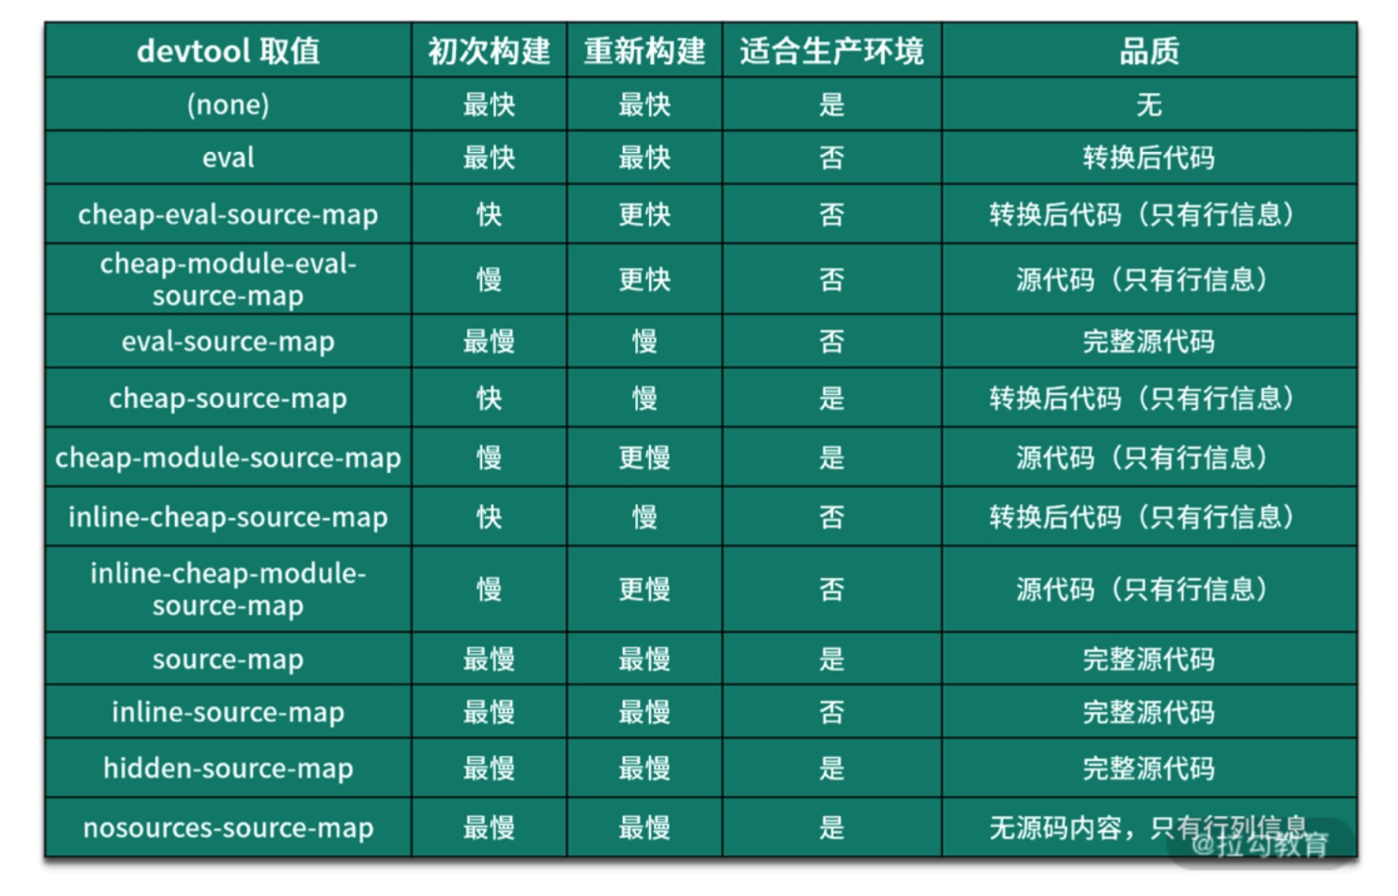 devtool 取值 初次构建 重新构建 适合生产环境 品质
(none) 最快 最快 是 无
eval 最快 最快 否 转换后代码
cheap-eval-source-map 快 更快 否 转换后代码（只有行信息）
cheap-module-eval-
source-map 慢 更快 否 源代码（只有行信息）
eval-source-map 最慢 慢 否 完整源代码
cheap-source-map 快 慢 是 转换后代码（只有行信息）
cheap-module-source-map 慢 更慢 是 源代码（只有行信息）
inline-cheap-source-map 快 慢 否 转换后代码（只有行信息）
inline-cheap-module-
source-map 慢 更慢 否 源代码（只有行信息）
source-map 最慢 最慢 是 完整源代码
inline-source-map 最慢 最慢 否 完整源代码
hidden-source-map 最慢 最慢 是 完整源代码
nosources-source-map 最慢 最慢 是 无源码内容，只有行列信息
@拉勾教育